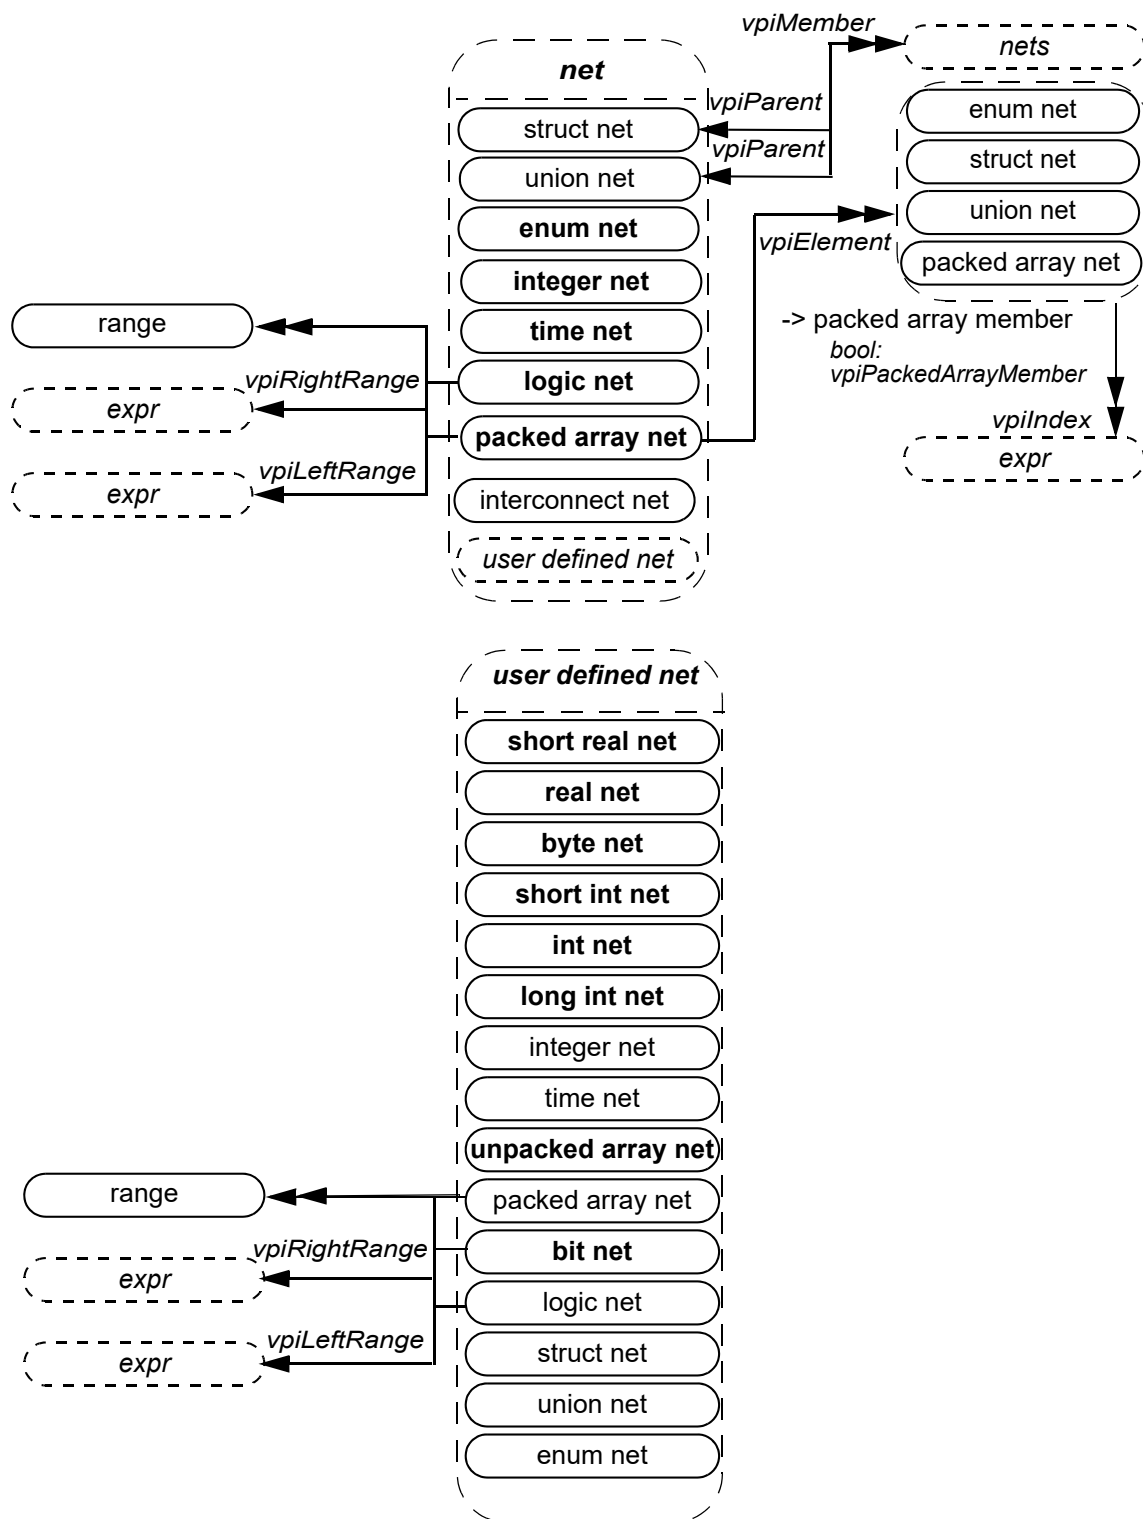 vpiMember
nets
net
vpiParent
struct net
vpiParent
union net
enum net
integer net
time net
logic net
packed array net
interconnect net
user defined net
enum net
struct net
union net
packed array net
vpiElement
-> packed array member
bool:
vpiPackedArrayMember
vpiIndex
expr
range
vpiRightRange
expr
vpiLeftRange
expr
user defined net
short real net
real net
byte net
short int net
int net
long int net
integer net
time net
unpacked array net
packed array net
bit net
logic net
struct net
union net
enum net
range
vpiRightRange
expr
vpiLeftRange
expr